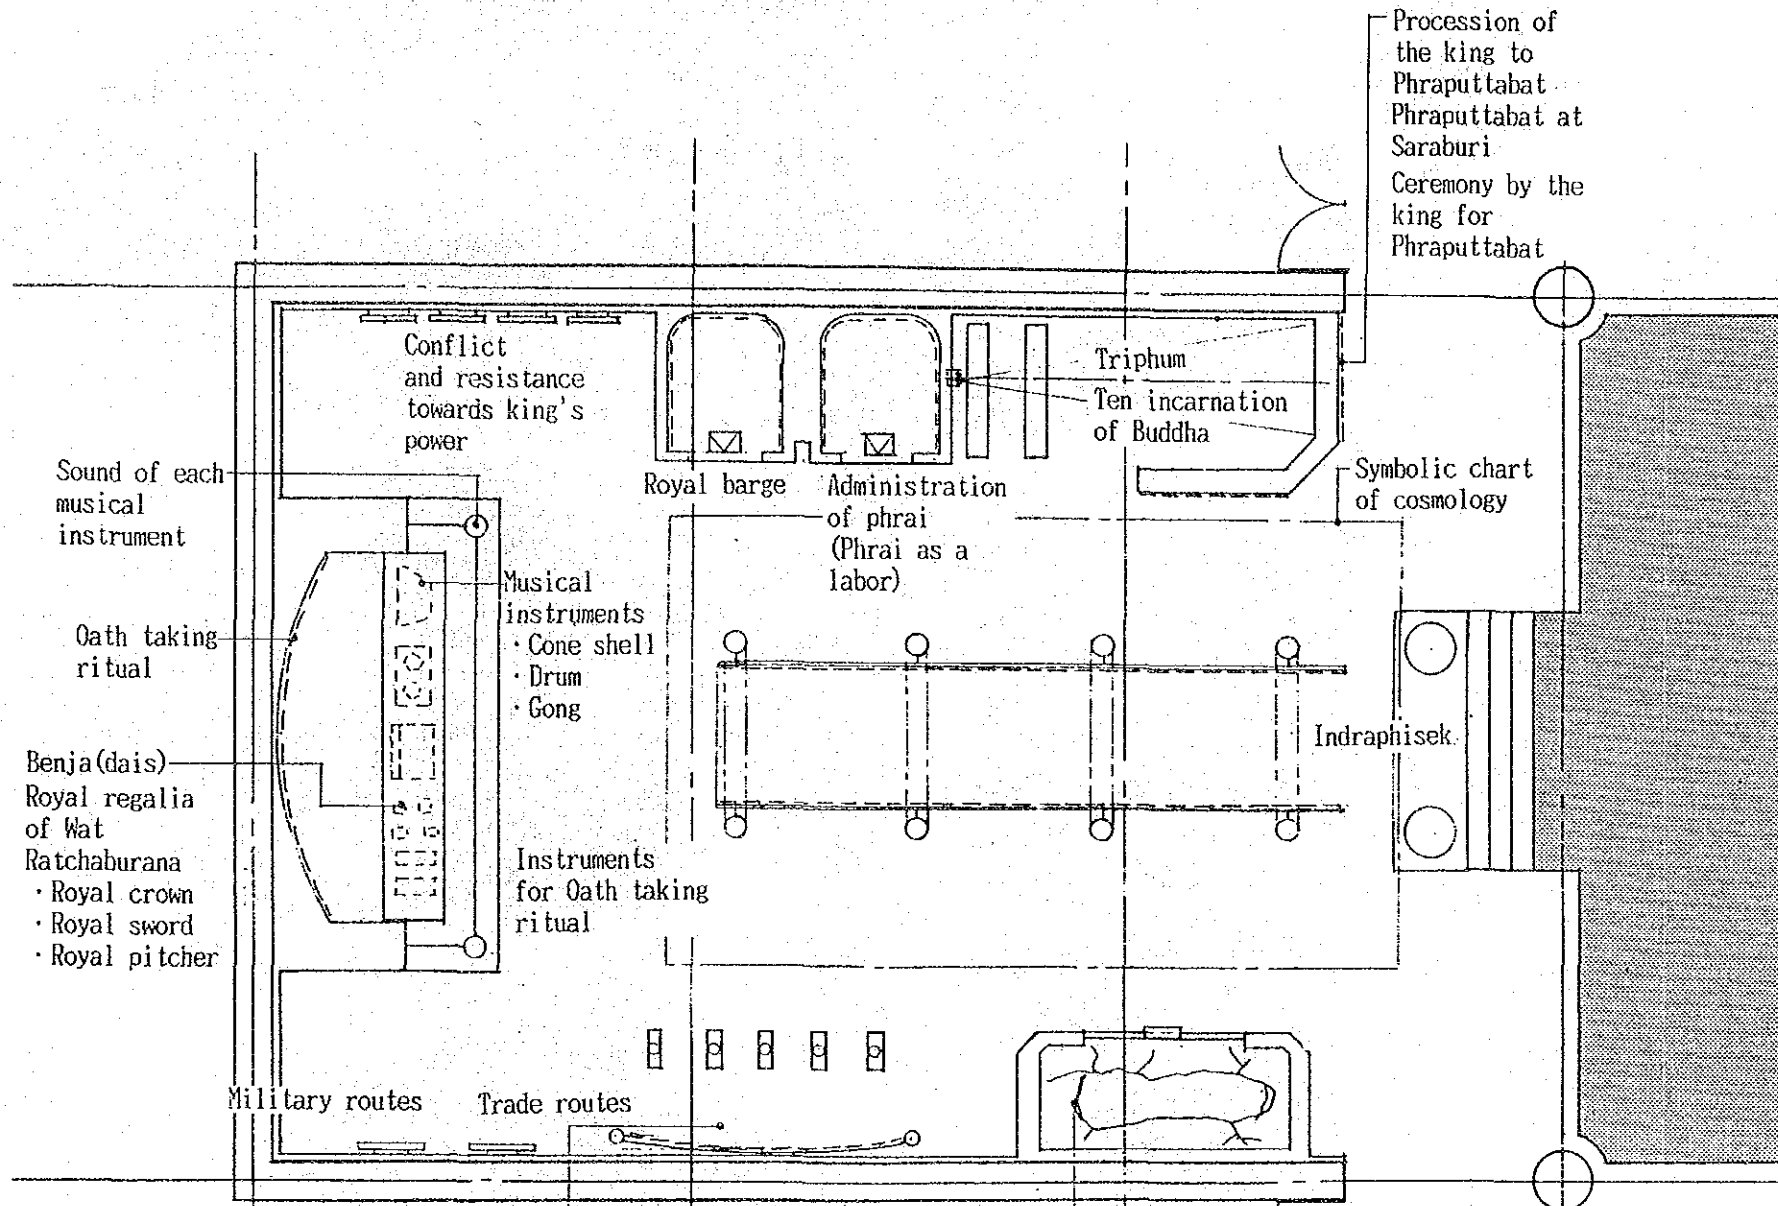 Procession of
the king to
Phraputtabat
Phraputtabat at
Saraburi
Ceremony by the
king for
Phraputtabat
Conflict
and resistance
towards king's
power
Triphum
Ten incarnation
of Buddha
Sound of each
musical
instrument
Royal barge
Administration
of phrai
(Phrai as a
labor)
Symbolic chart
of cosmology
Musical
instruments
・Cone shell
・Drum
・Gong
Oath taking
ritual
Indraphisek
Benja(dais)
Royal regalia
of Wat
Ratchaburana
・Royal crown
・Royal sword
・Royal pitcher
Instruments
for Oath taking
ritual
Military routes
Trade routes